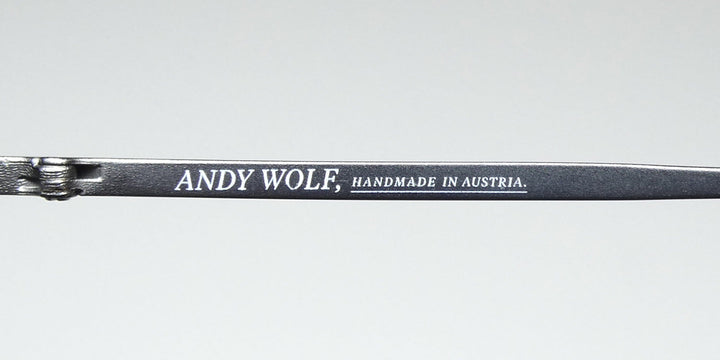 ANDY WOLF, HANDMADE IN AUSTRIA.